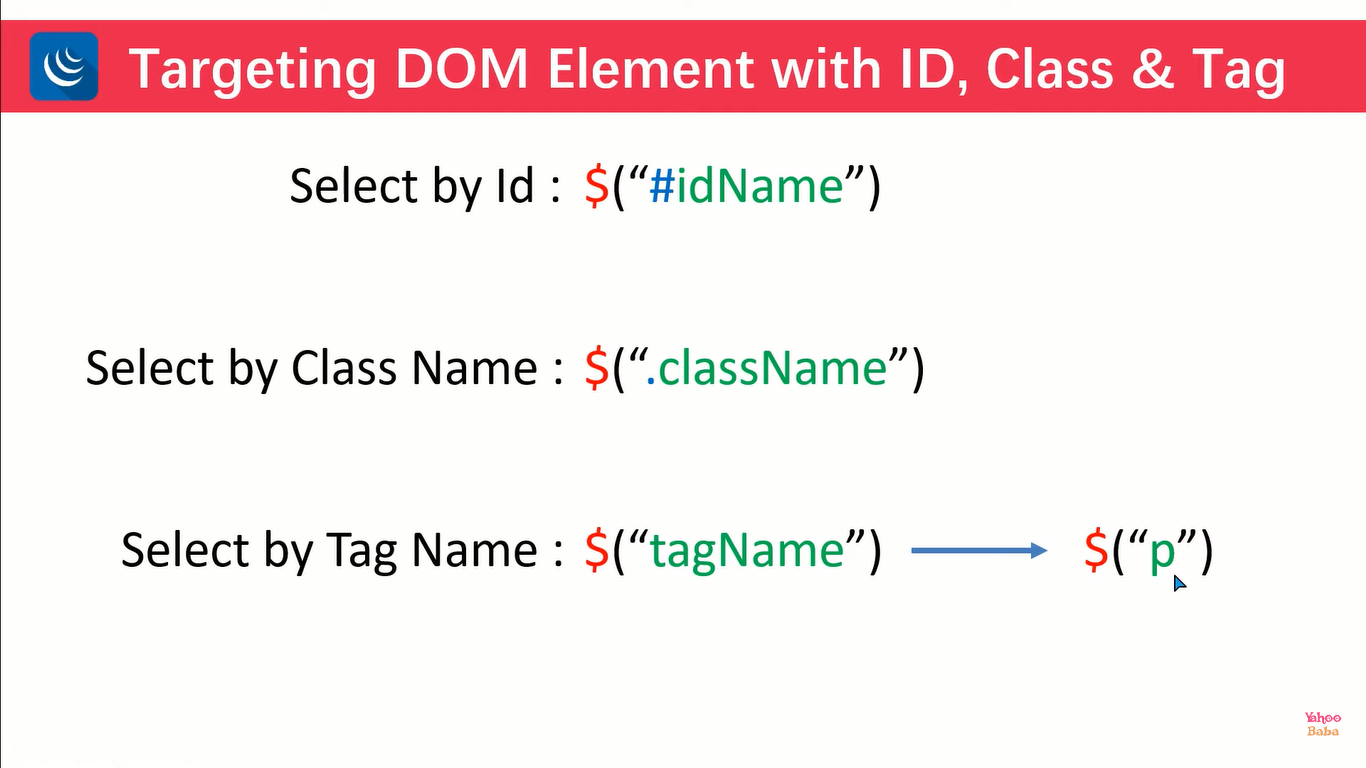 Targeting DOM Element with ID, Class & Tag
Select by Id : $(“#idName”)
Select by Class Name : $(“.className”)
Select by Tag Name : $(“tagName”) $(“p”)
Yahoo
Baba